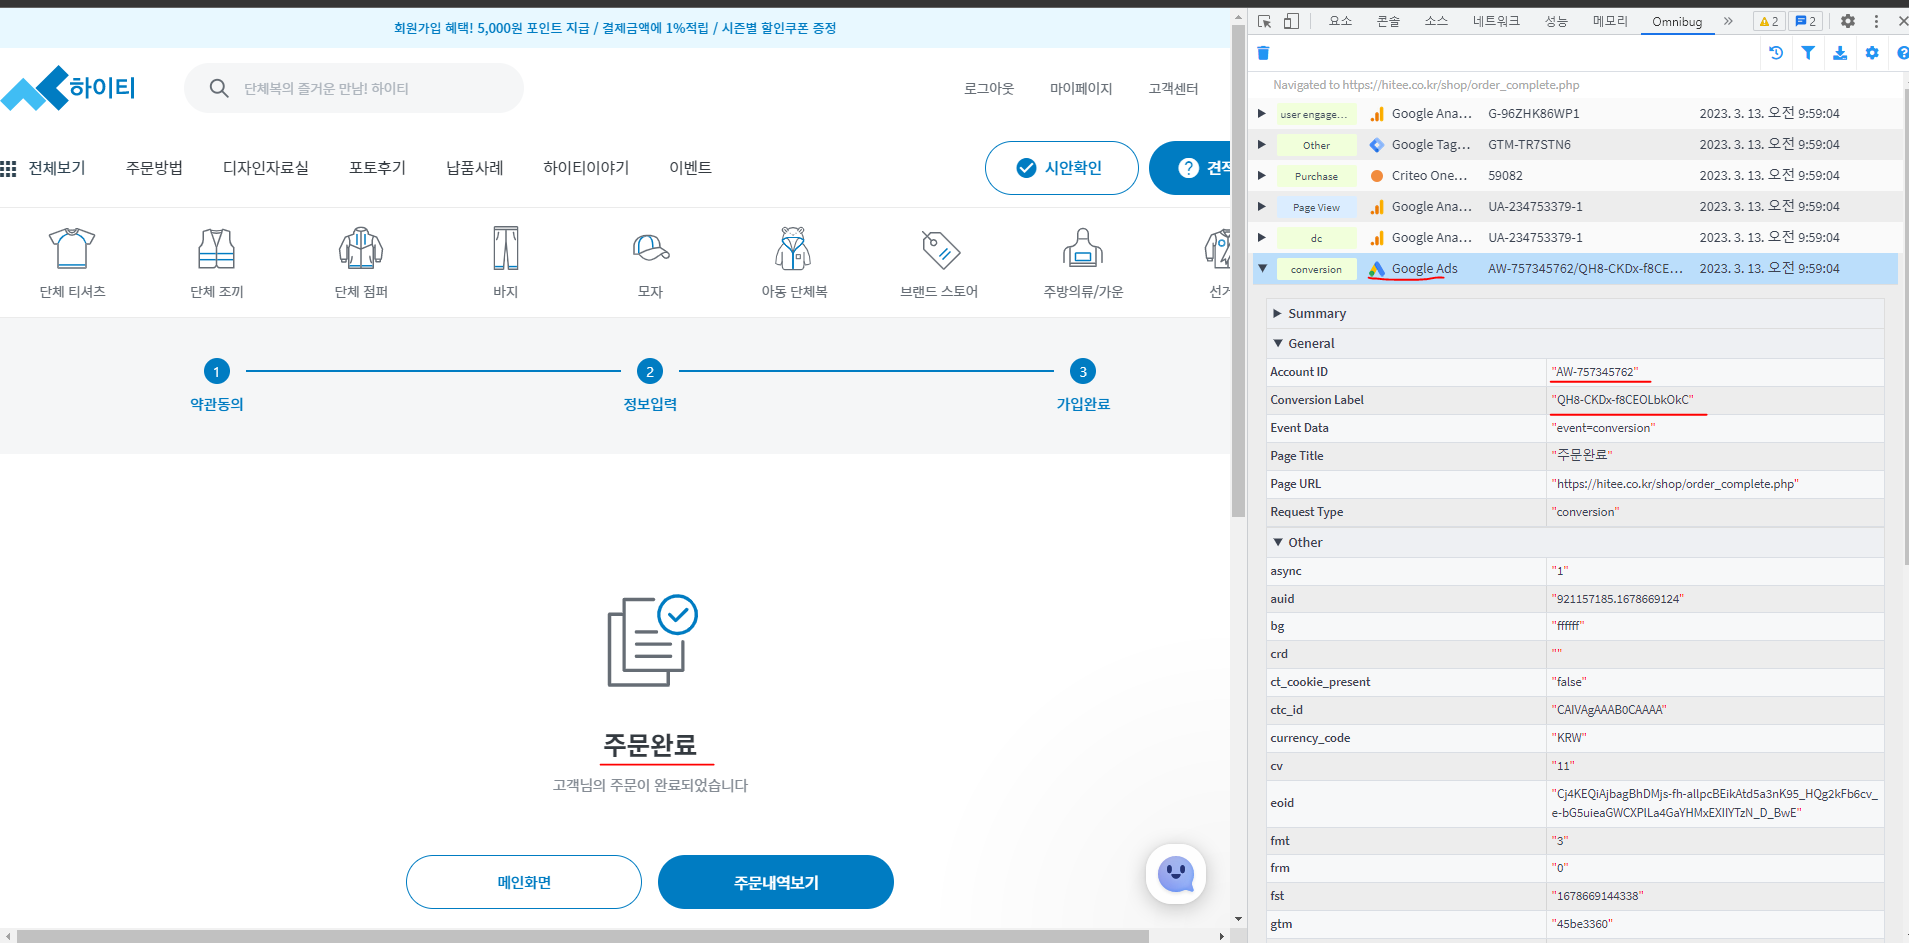 회원가입 혜택! 5,000원 포인트 지급 / 결제금액에 1%적립 / 시즌별 할인쿠폰 증정
하이티
단체복의 즐거운 만남! 하이티
로그아웃 마이페이지 고객센터
전체보기 주문방법 디자인자료실 포토후기 납품사례 하이티이야기 이벤트
시안확인
견적
단체 티셔츠 단체 조끼 단체 점퍼 바지 모자 아동 단체복 브랜드 스토어 주방의류/가운 선거
1 2 3
약관동의 정보입력 가입완료
주문완료
고객님의 주문이 완료되었습니다
메인화면 주문내역보기
요소 콘솔 소스 네트워크 성능 메모리 Omnibug » 2 2
Navigated to https://hitee.co.kr/shop/order_complete.php
user engage... Google Ana... G-96ZHK86WP1 2023. 3. 13. 오전 9:59:04
Other Google Tag... GTM-TR7STN6 2023. 3. 13. 오전 9:59:04
Purchase Criteo One... 59082 2023. 3. 13. 오전 9:59:04
Page View Google Ana... UA-234753379-1 2023. 3. 13. 오전 9:59:04
dc Google Ana... UA-234753379-1 2023. 3. 13. 오전 9:59:04
conversion Google Ads AW-757345762/QH8-CKDx-f8CE... 2023. 3. 13. 오전 9:59:04
Summary
General
Account ID "AW-757345762"
Conversion Label "QH8-CKDx-f8CEOLbkOkC"
Event Data "event=conversion"
Page Title "주문완료"
Page URL "https://hitee.co.kr/shop/order_complete.php"
Request Type "conversion"
Other
async "1"
auid "921157185.1678669124"
bg "ffffff"
crd ""
ct_cookie_present "false"
ctc_id "CAIVAgAAAB0CAAAA"
currency_code "KRW"
cv "11"
eoid "Cj4KEQiAjbagBhDMjs-fh-allpcBEikAtd5a3nK95_HQg2kFb6cv_
e-bG5uieaGWCXPlLa4GaYHMxEXIIYTzN_D_BwE"
fmt "3"
frm "0"
fst "1678669144338"
gtm "45be3360"